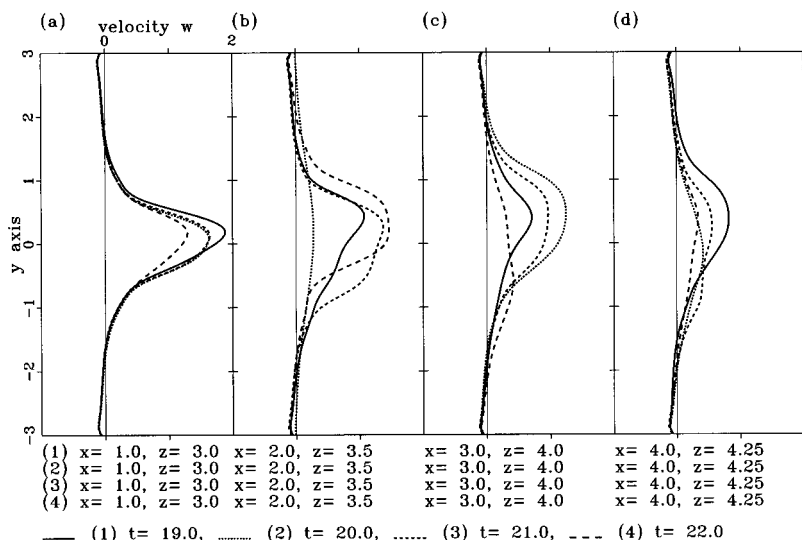 (a) velocity w (b) (c) (d)
0 2
3
2
1
0
-1
-2
-3
y axis
(1) x= 1.0, z= 3.0 x= 2.0, z= 3.5 x= 3.0, z= 4.0 x= 4.0, z= 4.25
(2) x= 1.0, z= 3.0 x= 2.0, z= 3.5 x= 3.0, z= 4.0 x= 4.0, z= 4.25
(3) x= 1.0, z= 3.0 x= 2.0, z= 3.5 x= 3.0, z= 4.0 x= 4.0, z= 4.25
(4) x= 1.0, z= 3.0 x= 2.0, z= 3.5 x= 3.0, z= 4.0 x= 4.0, z= 4.25
(1) t= 19.0, (2) t= 20.0, (3) t= 21.0, (4) t= 22.0